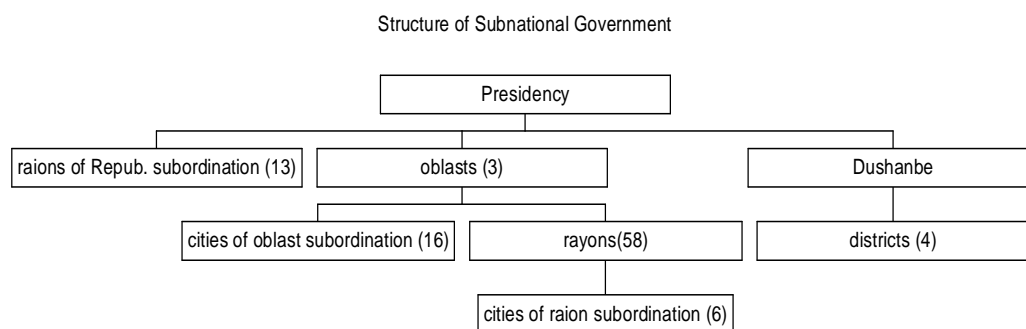 Structure of Subnational Government
Presidency
raions of Repub. subordination (13)
oblasts (3)
Dushanbe
cities of oblast subordination (16)
rayons(58)
districts (4)
cities of raion subordination (6)